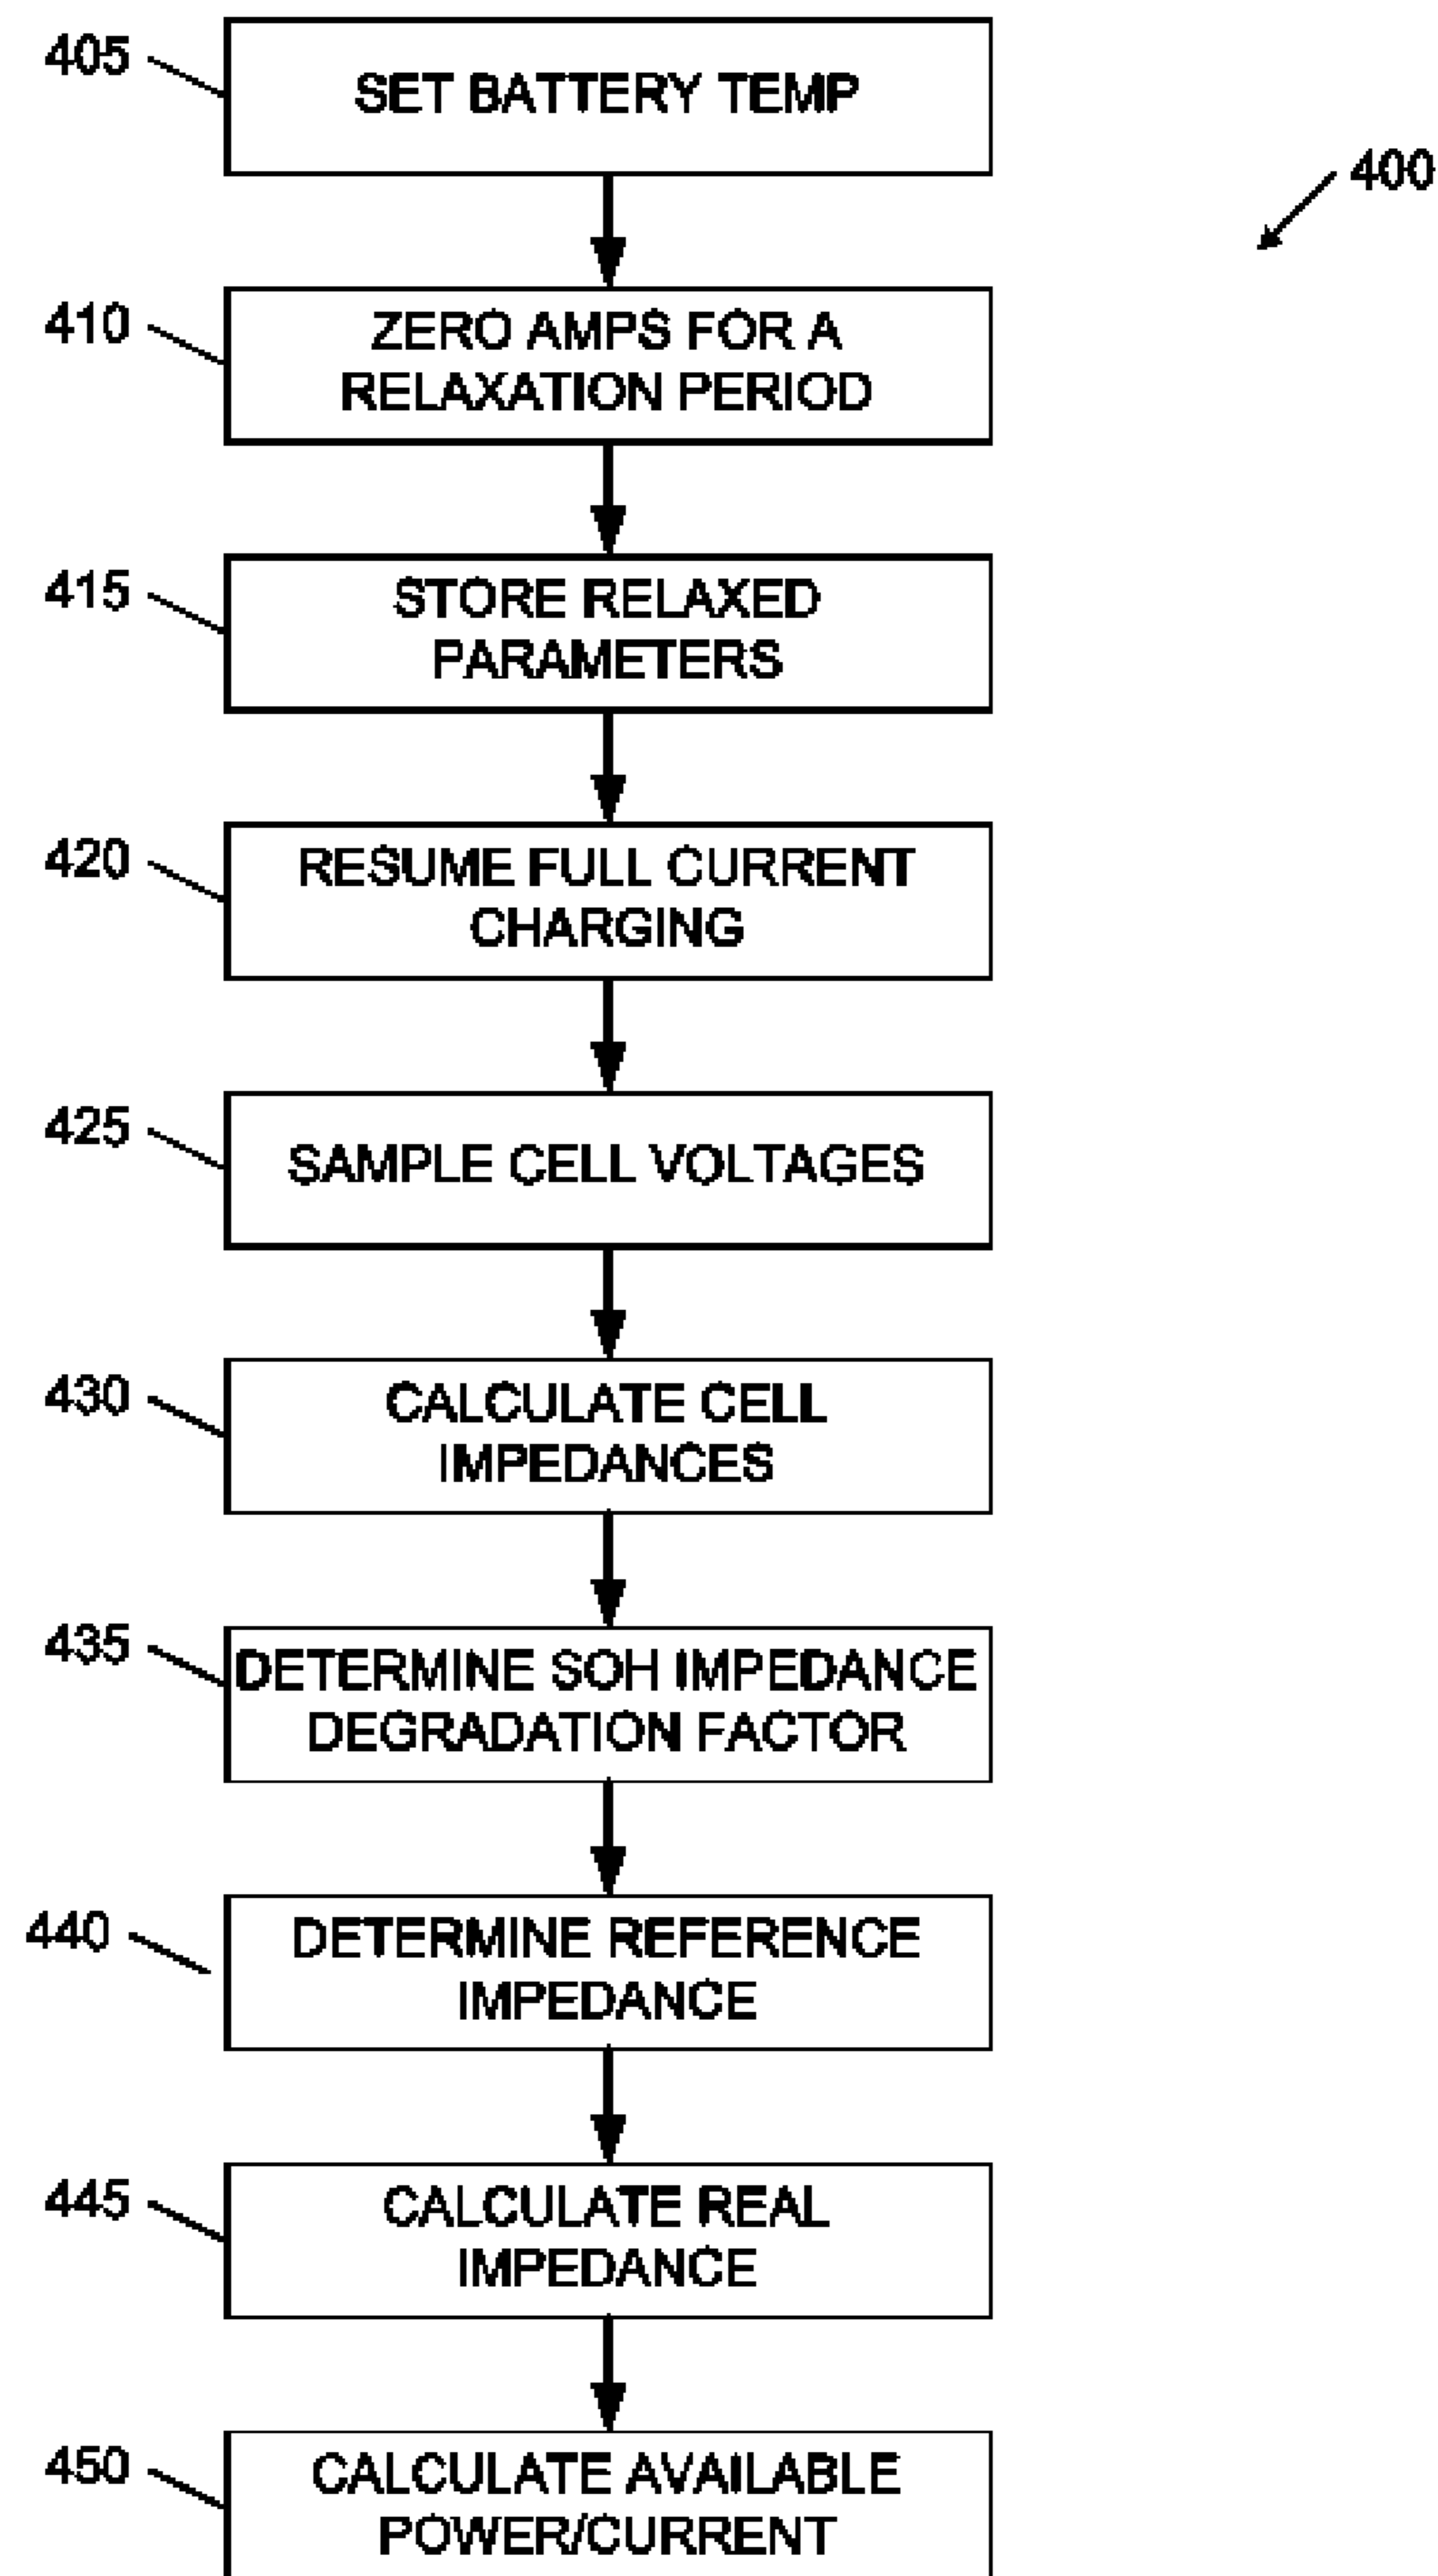 405
SET BATTERY TEMP
400
410
ZERO AMPS FOR A
RELAXATION PERIOD
415
STORE RELAXED
PARAMETERS
420
RESUME FULL CURRENT
CHARGING
425
SAMPLE CELL VOLTAGES
430
CALCULATE CELL
IMPEDANCES
435
DETERMINE SOH IMPEDANCE
DEGRADATION FACTOR
440
DETERMINE REFERENCE
IMPEDANCE
445
CALCULATE REAL
IMPEDANCE
450
CALCULATE AVAILABLE
POWER/CURRENT